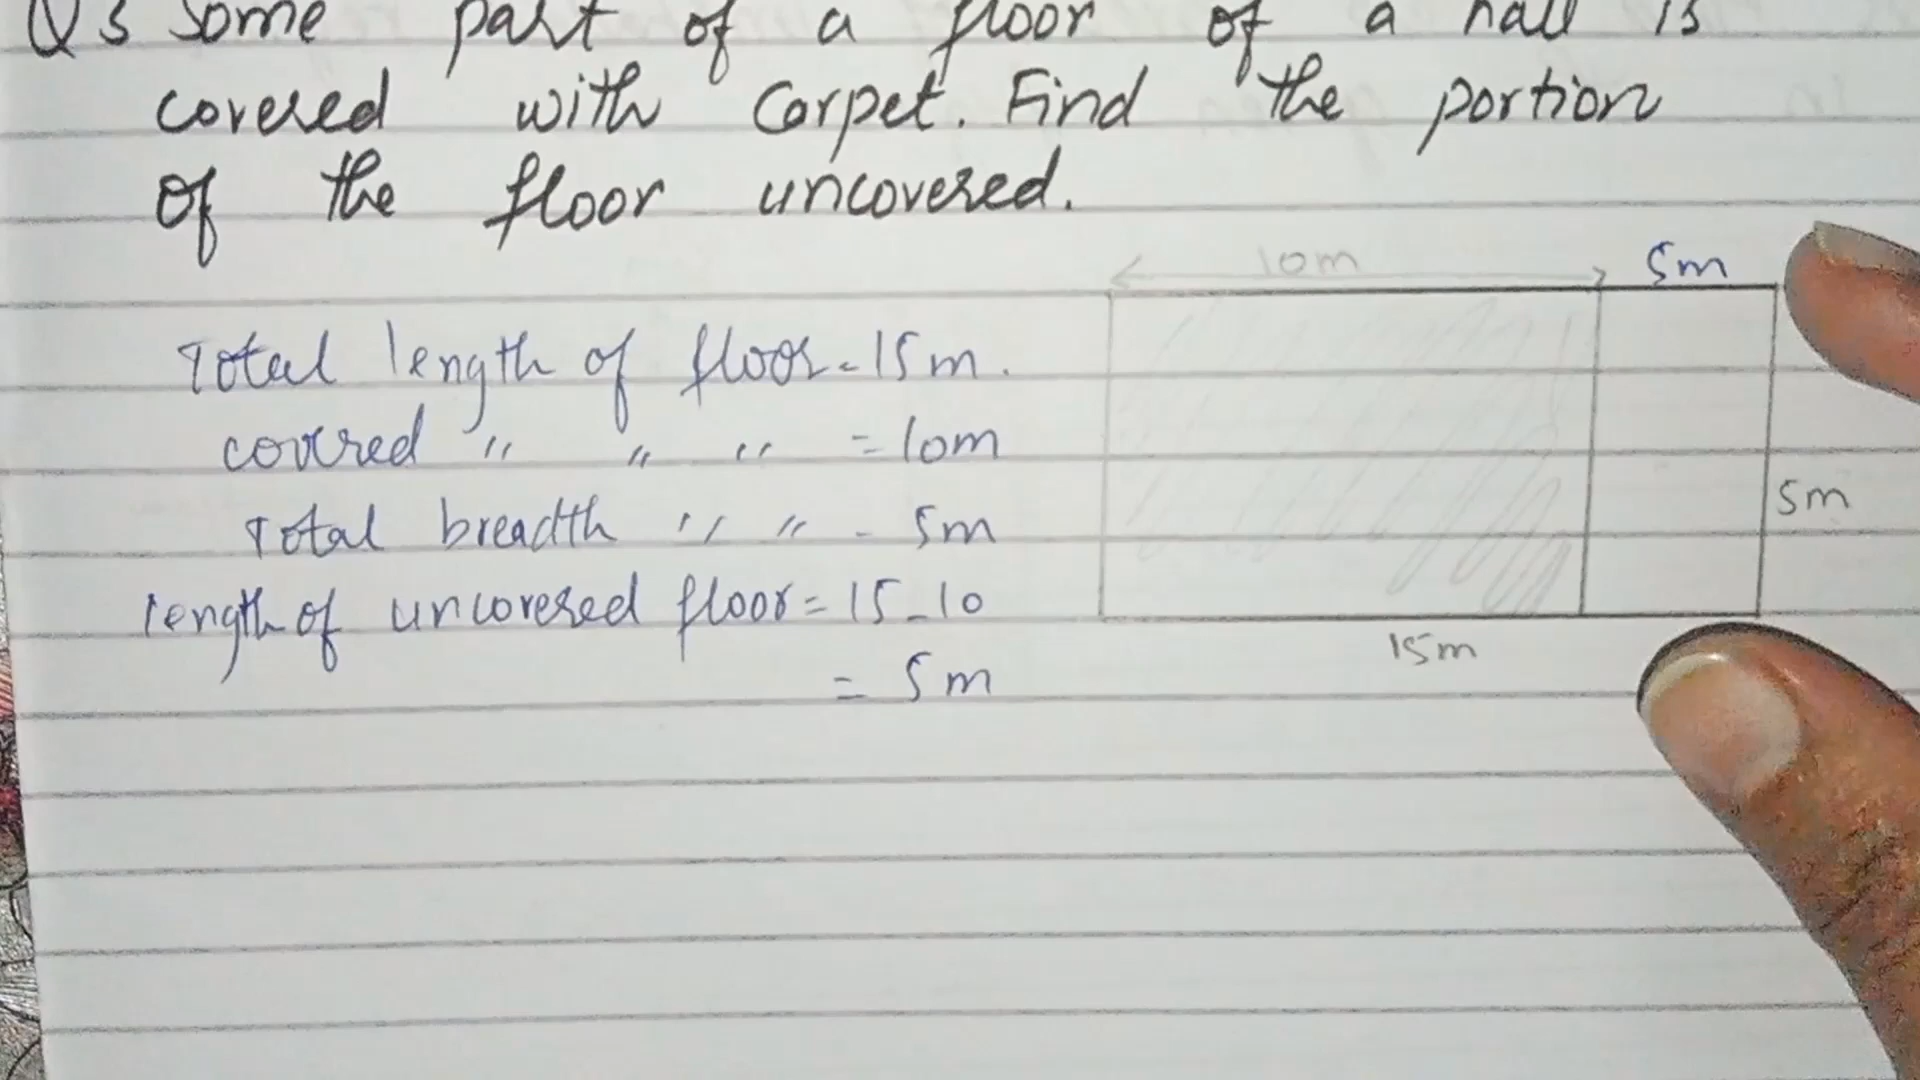 Q3 Some part of a floor of a hall is
covered with Carpet. Find the portion
of the floor uncovered.
10m 5m
Total length of floor = 15m.
covered " " " = 10m
Total breadth " " = 5m
5m
length of uncovered floor = 15-10
= 5m
15m